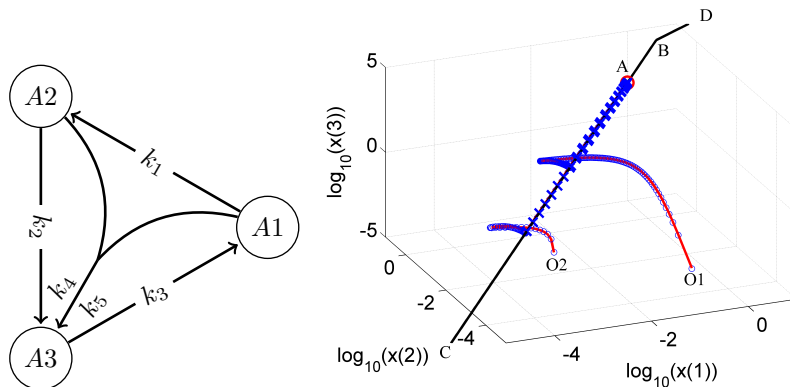 A2
A1
A3
k₁
k₂
k₃
k₄
k₅
log₁₀(x(3))
5
0
-5
0
-2
-4
log₁₀(x(2))
-4
-2
0
log₁₀(x(1))
A
B
D
C
O1
O2